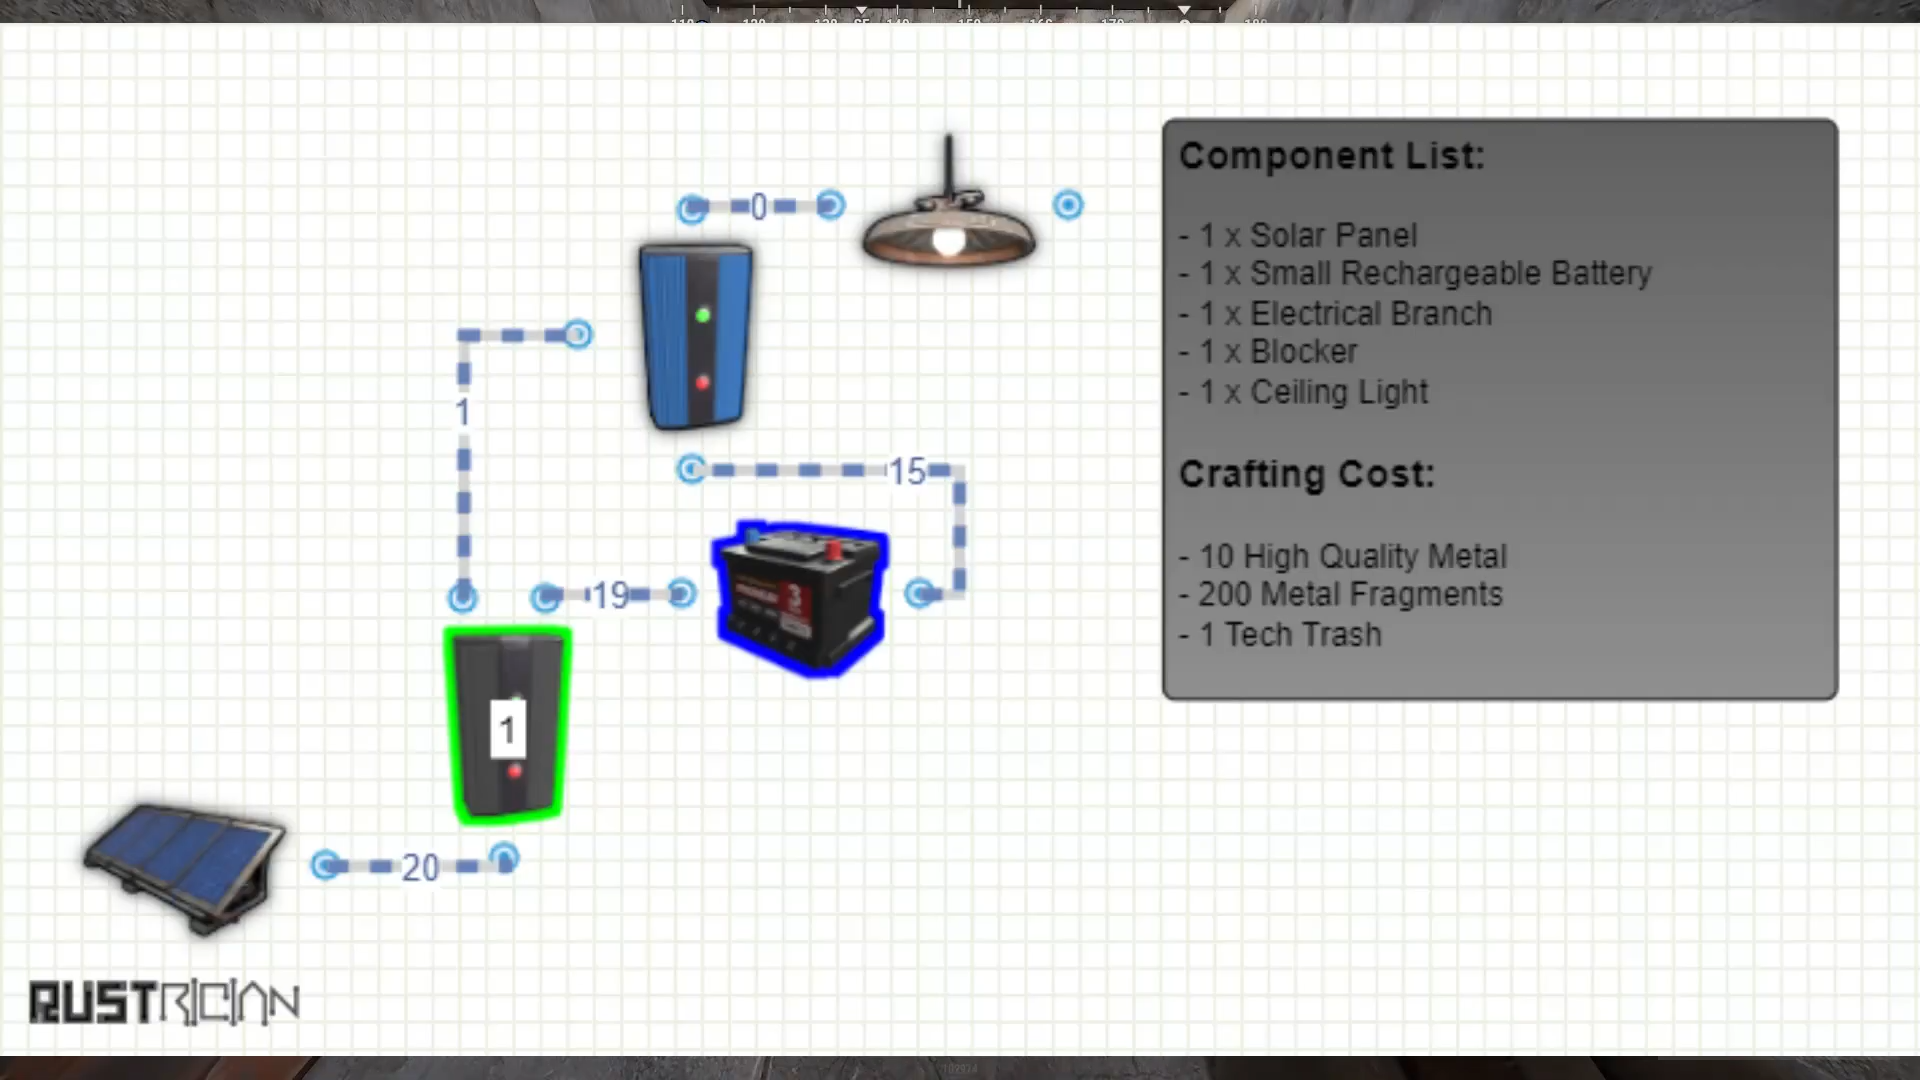 0
1
15
19
1
20
RUSTRICIAN
Component List:
- 1 x Solar Panel
- 1 x Small Rechargeable Battery
- 1 x Electrical Branch
- 1 x Blocker
- 1 x Ceiling Light
Crafting Cost:
- 10 High Quality Metal
- 200 Metal Fragments
- 1 Tech Trash